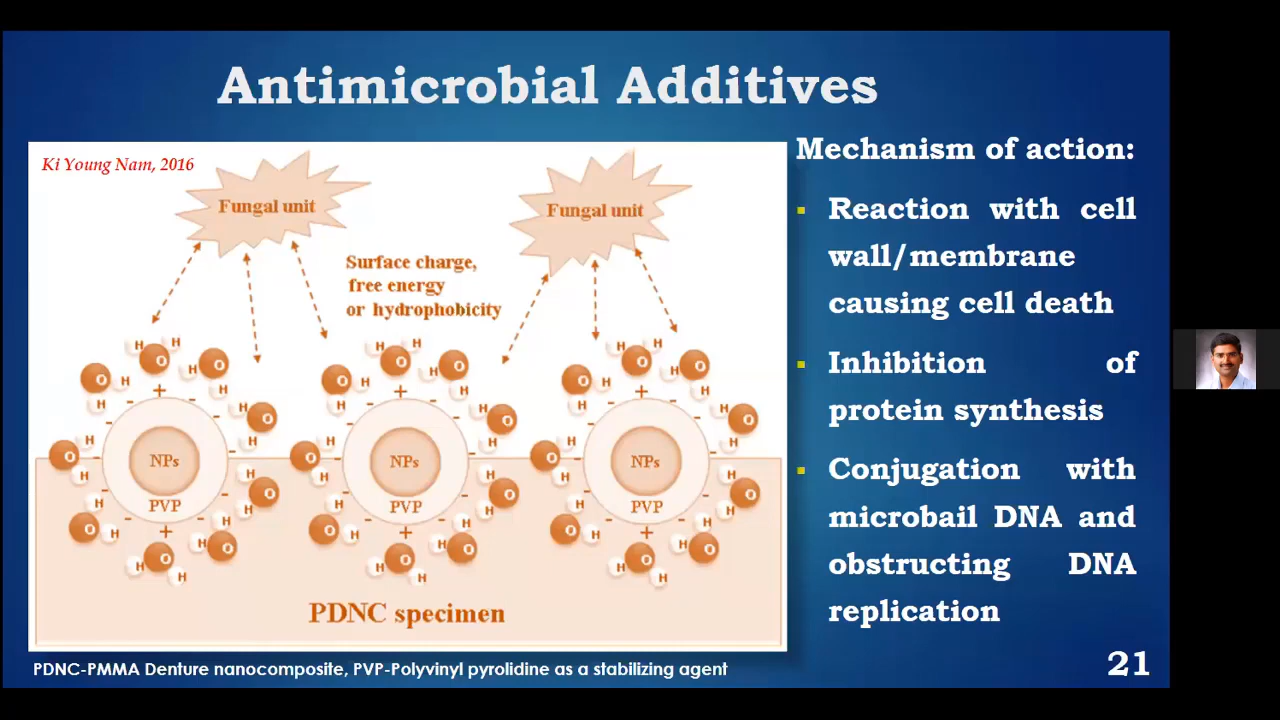 Antimicrobial Additives
Ki Young Nam, 2016
Fungal unit
Fungal unit
Surface charge,
free energy
or hydrophobicity
H H O H O H O H H H O H O H O H H H O H O H O H
H + - - H O H
H + - - H O H
H + - - H O H
O H - NPs - H
O H - NPs - H
O H - NPs - H
PVP
PVP
PVP
H O H - + - H O H O H H O
H O H - + - H O H O H H O
H O H - + - H O H O H H O
PDNC specimen
PDNC-PMMA Denture nanocomposite, PVP-Polyvinyl pyrolidine as a stabilizing agent
Mechanism of action:
Reaction with cell
wall/membrane
causing cell death
Inhibition of
protein synthesis
Conjugation with
microbail DNA and
obstructing DNA
replication
21